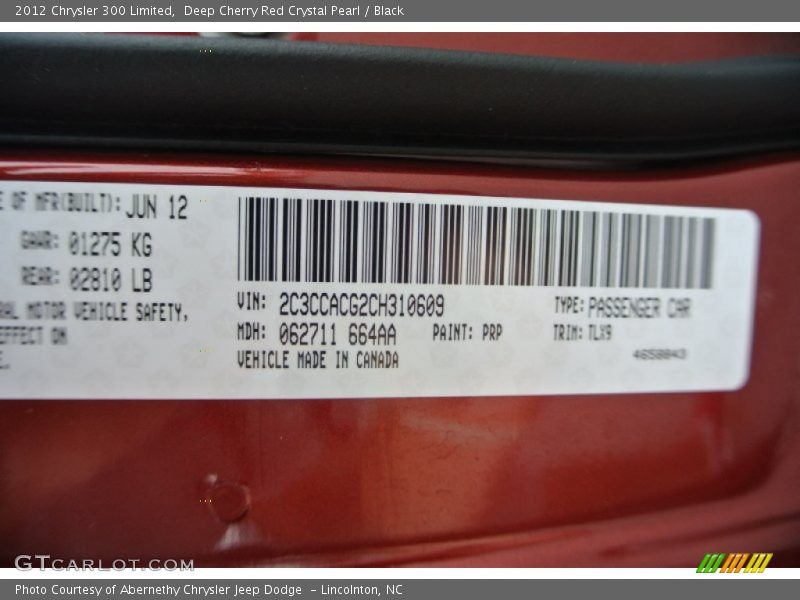 2012 Chrysler 300 Limited, Deep Cherry Red Crystal Pearl / Black
E OF MFR(BUILT): JUN 12
GAWR: 01275 KG
REAR: 02810 LB
RAL MOTOR VEHICLE SAFETY,
EFFECT ON
E.
VIN: 2C3CCACG2CH310609
TYPE: PASSENGER CAR
MDH: 062711 664AA
PAINT: PRP
TRIM: TLX9
VEHICLE MADE IN CANADA
4658843
GTCARLOT.COM
Photo Courtesy of Abernethy Chrysler Jeep Dodge - Lincolnton, NC